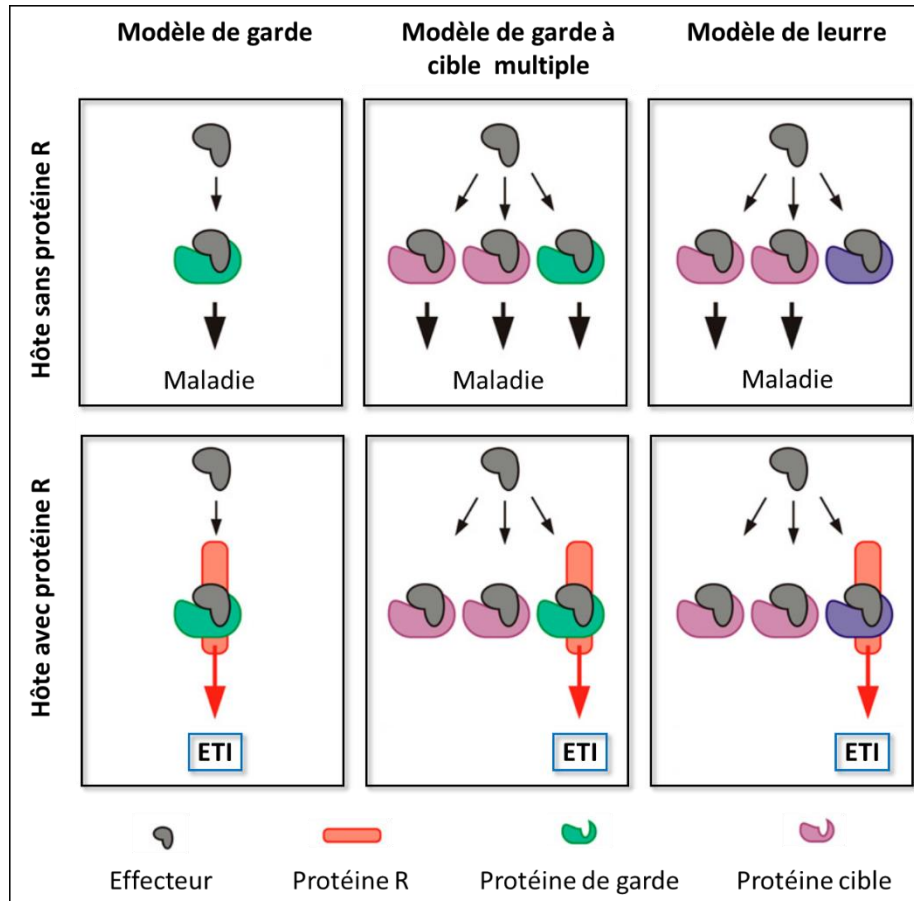 Modèle de garde
Modèle de garde à
cible multiple
Modèle de leurre
Hôte sans protéine R
Maladie
Maladie
Maladie
Hôte avec protéine R
ETI
ETI
ETI
Effecteur
Protéine R
Protéine de garde
Protéine cible